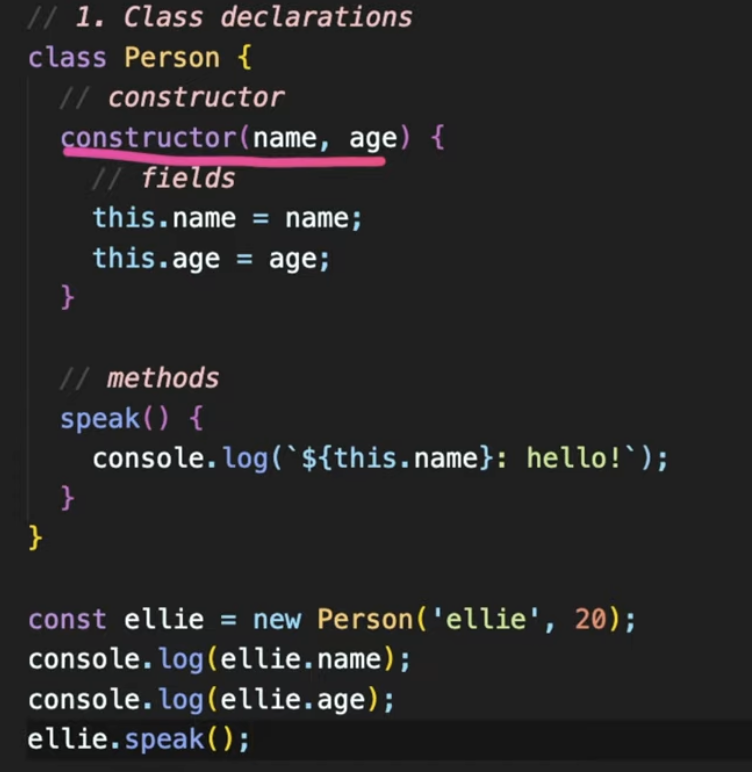 // 1. Class declarations
class Person {
// constructor
constructor(name, age) {
// fields
this.name = name;
this.age = age;
}
// methods
speak() {
console.log(`${this.name}: hello!`);
}
}
const ellie = new Person('ellie', 20);
console.log(ellie.name);
console.log(ellie.age);
ellie.speak();